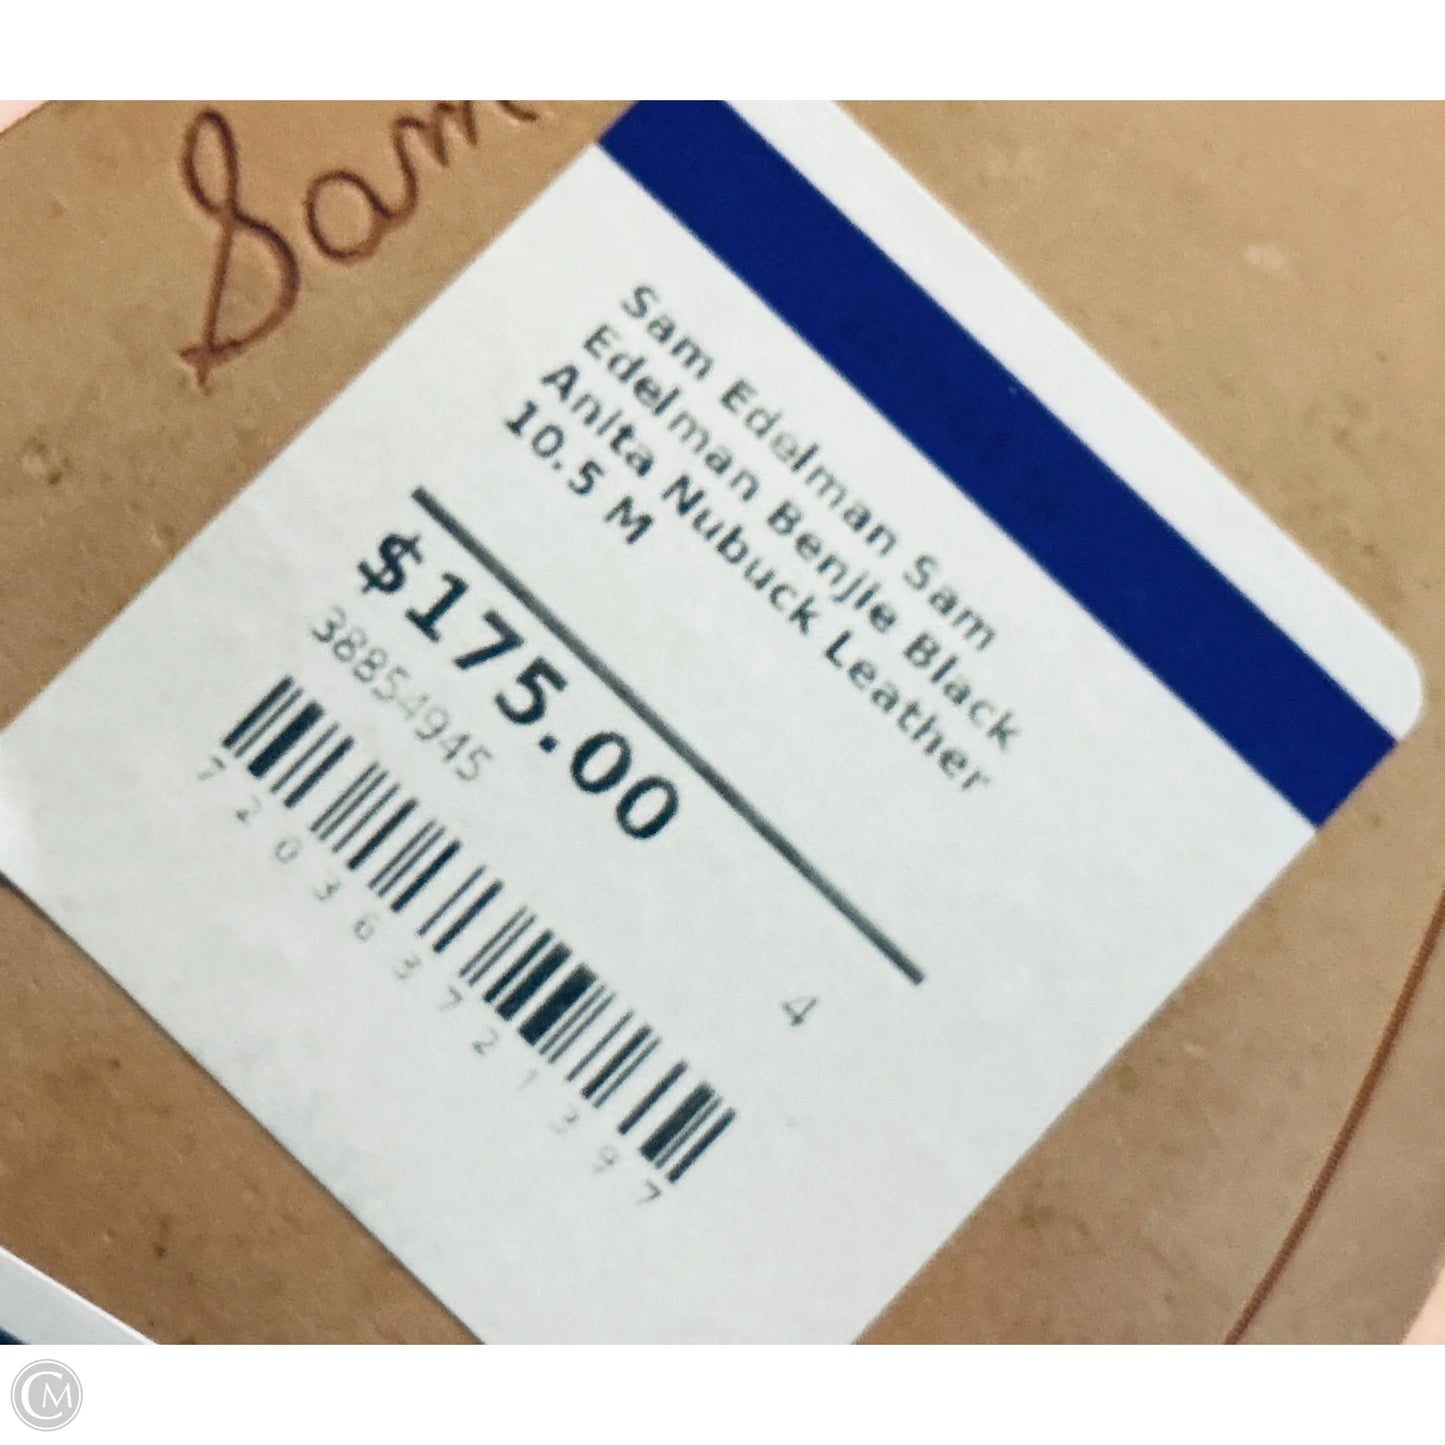 Sam
Sam Edelman Sam
Edelman Benjie Black
Anita Nubuck Leather
10.5 M
$175.00
38854945
4
7 2 0 3 6 3 7 2 1 3 9 7
CM